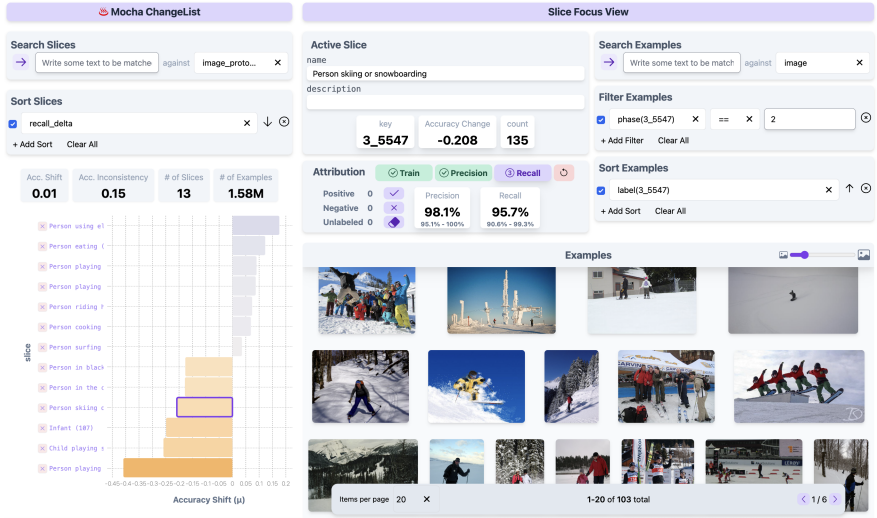 ♨️ Mocha ChangeList
Search Slices
Write some text to be matche
against
image_proto...
Sort Slices
recall_delta
+ Add Sort
Clear All
Acc. Shift
0.01
Acc. Inconsistency
0.15
# of Slices
13
# of Examples
1.58M
slice
Person using el
Person eating (
Person playing
Person playing
Person riding h
Person cooking
Person surfing
Person in black
Person in the c
Person skiing o
Infant (107)
Child playing s
Person playing
-0.45 -0.4 -0.35 -0.3 -0.25 -0.2 -0.15 -0.1 -0.05 0 0.05 0.1 0.15 0.2
Accuracy Shift (μ)
Slice Focus View
Active Slice
name
Person skiing or snowboarding
description
key
3_5547
Accuracy Change
-0.208
count
135
Attribution
Train
Precision
3 Recall
Positive 0
Negative 0
Unlabeled 0
Precision
98.1%
95.1% - 100%
Recall
95.7%
90.6% - 99.3%
Search Examples
Write some text to be matche
against
image
Filter Examples
phase(3_5547)
==
2
+ Add Filter
Clear All
Sort Examples
label(3_5547)
+ Add Sort
Clear All
Examples
CARVING
Items per page
20
1-20 of 103 total
1 / 6